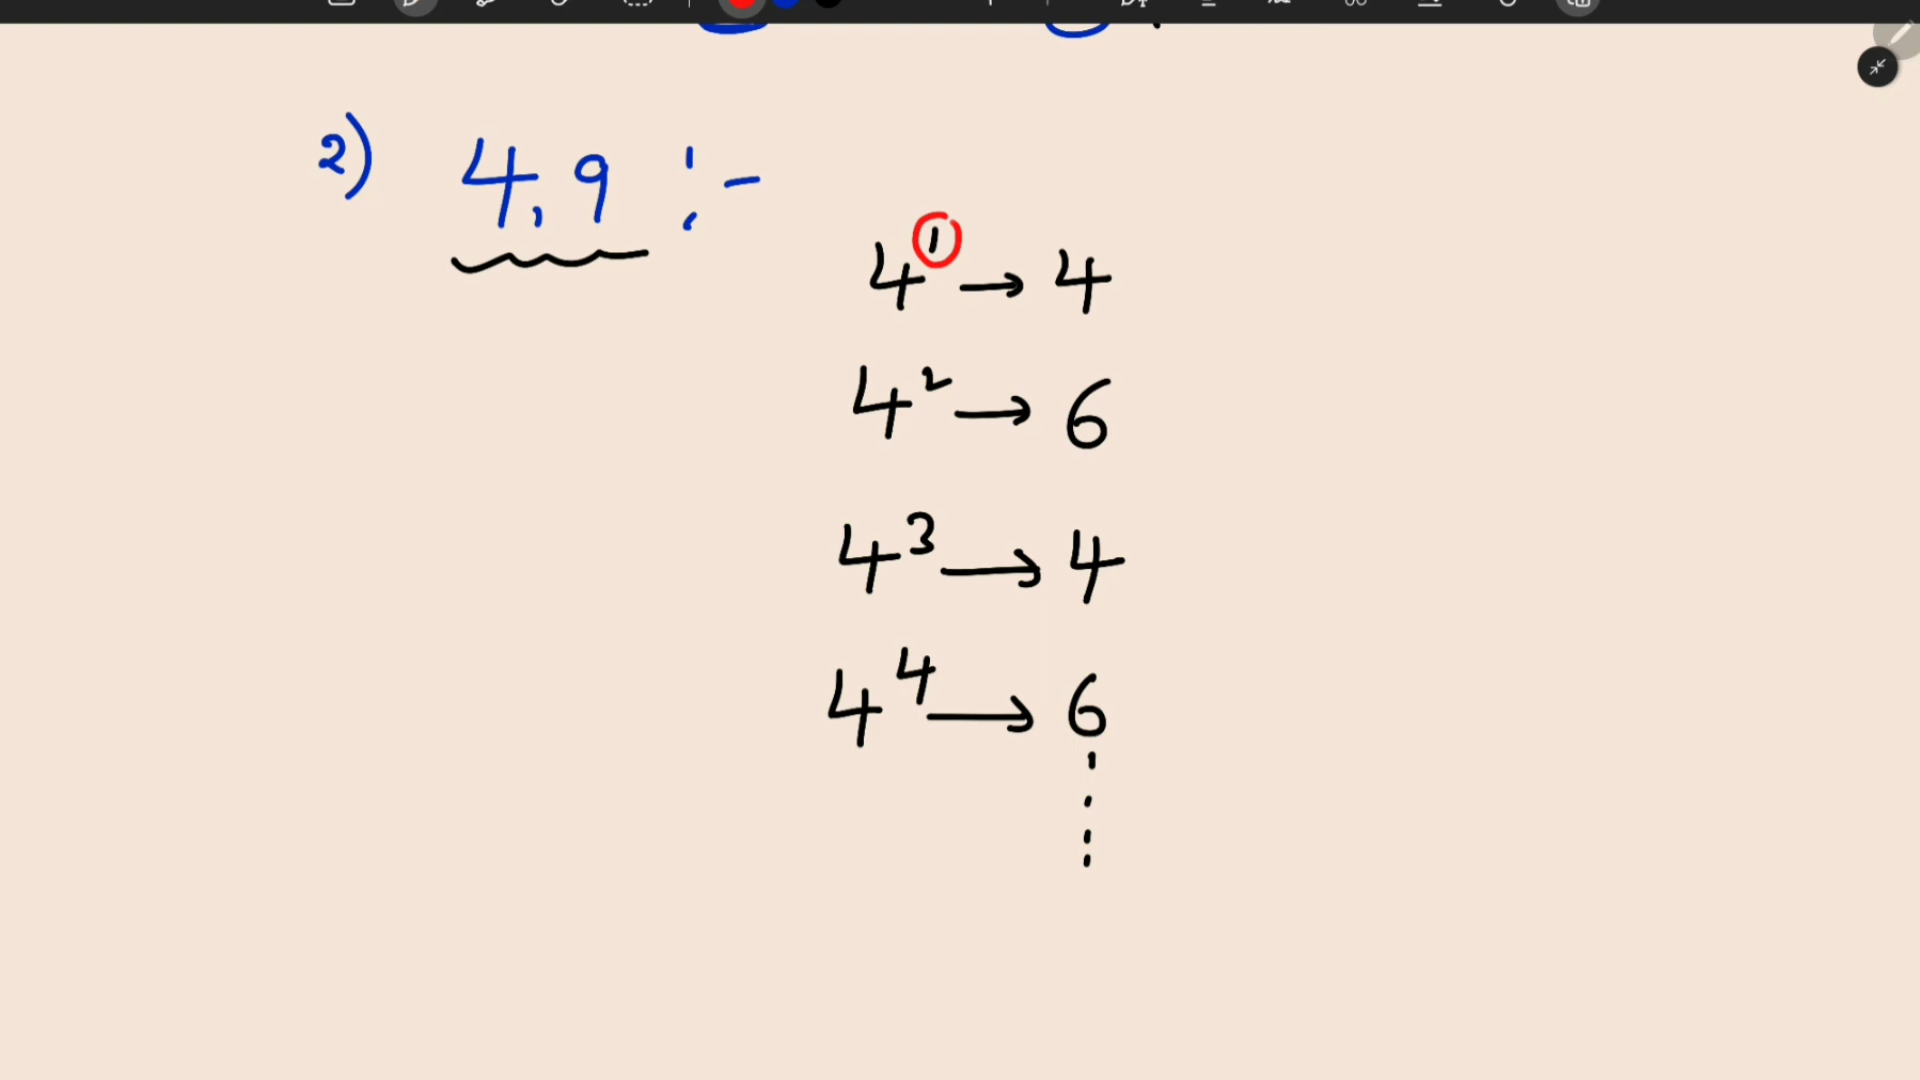 2) 4, 9 :-
4¹ → 4
4² → 6
4³ → 4
4⁴ → 6